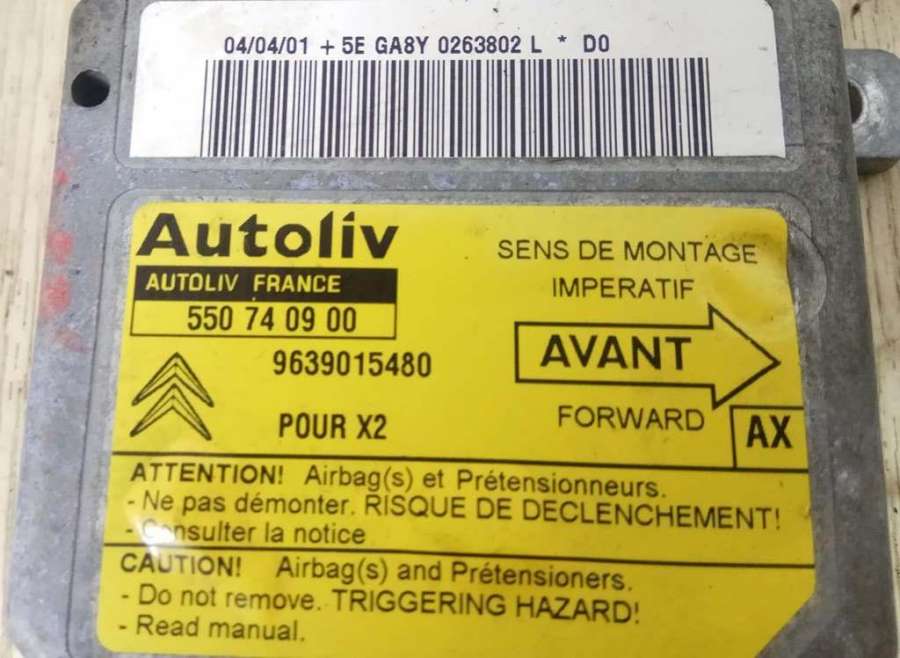 04/04/01 + 5E GA8Y 0263802 L * D0
Autoliv
AUTOLIV FRANCE
550 74 09 00
9639015480
POUR X2
SENS DE MONTAGE
IMPERATIF
AVANT
FORWARD
AX
ATTENTION! Airbag(s) et Prétensionneurs.
- Ne pas démonter. RISQUE DE DECLENCHEMENT!
- Consulter la notice
CAUTION! Airbag(s) and Prétensioners.
- Do not remove. TRIGGERING HAZARD!
- Read manual.